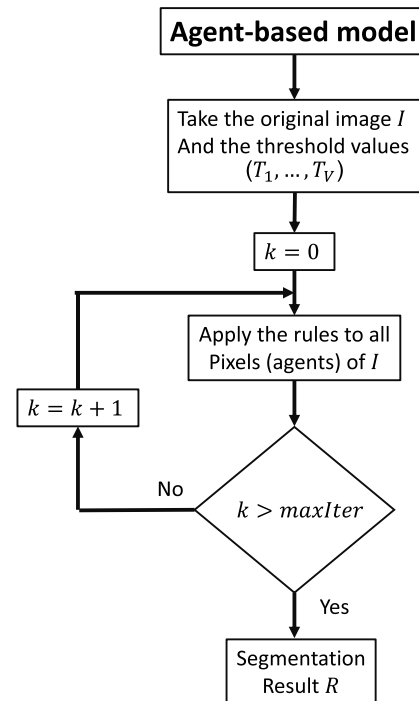 Agent-based model
Take the original image I
And the threshold values
(T₁, ..., T_V)
k = 0
Apply the rules to all
Pixels (agents) of I
k = k + 1
No
k > maxIter
Yes
Segmentation
Result R